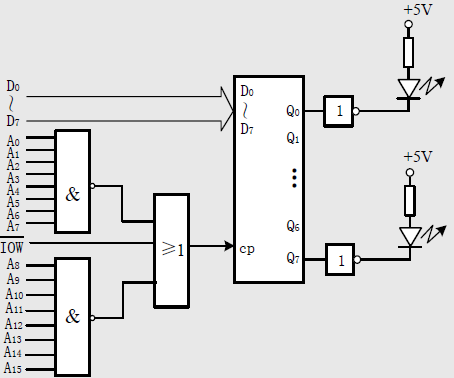 +5V
D0
~
D7
D0
~
D7
Q0
1
Q1
A0
A1
A2
A3
A4
A5
A6
A7
&
+5V
IOW
≥1
cp
Q6
Q7
1
A8
A9
A10
A11
A12
A13
A14
A15
&